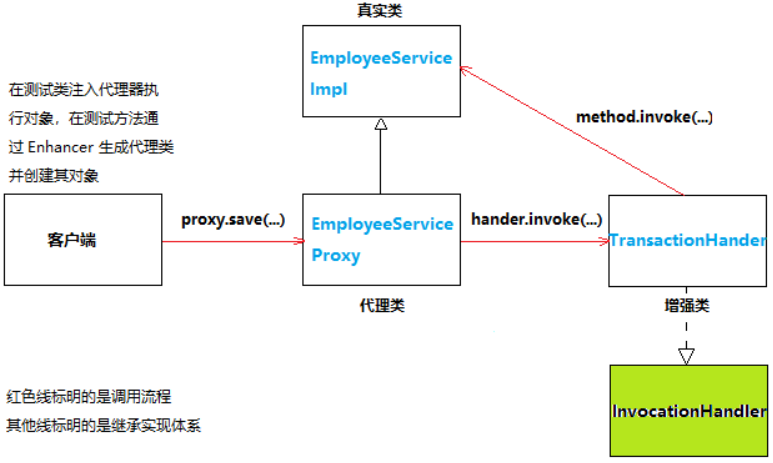 真实类
EmployeeService
Impl
在测试类注入代理器执
行对象，在测试方法通
过 Enhancer 生成代理类
并创建其对象
method.invoke(...)
客户端
proxy.save(...)
EmployeeService
Proxy
hander.invoke(...)
TransactionHander
代理类
增强类
红色线标明的是调用流程
其他线标明的是继承实现体系
InvocationHandler